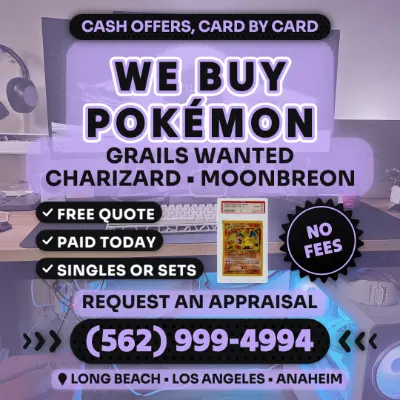 CASH OFFERS, CARD BY CARD
WE BUY
POKÉMON
GRAILS WANTED
CHARIZARD • MOONBREON
✓ FREE QUOTE
✓ PAID TODAY
✓ SINGLES OR SETS
NO
FEES
REQUEST AN APPRAISAL
(562) 999-4994
LONG BEACH • LOS ANGELES • ANAHEIM